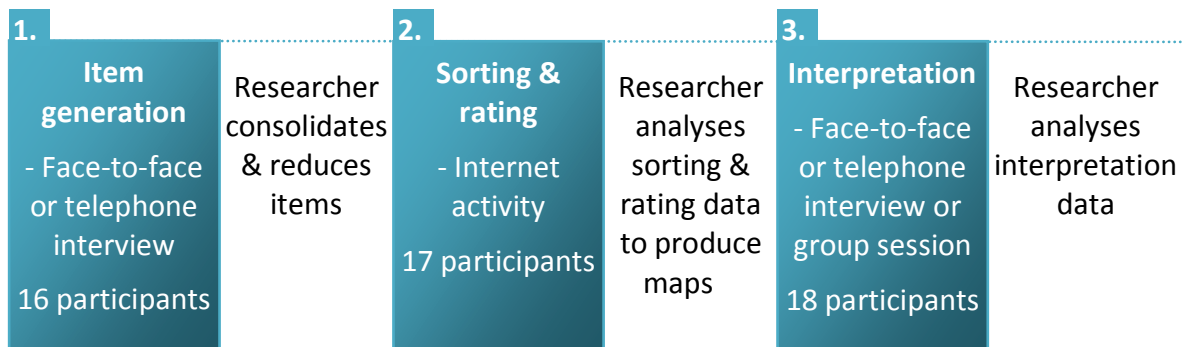 1.
Item
generation
- Face-to-face
or telephone
interview
16 participants
Researcher
consolidates
& reduces
items
2.
Sorting &
rating
- Internet
activity
17 participants
Researcher
analyses
sorting &
rating data
to produce
maps
3.
Interpretation
- Face-to-face
or telephone
interview or
group session
18 participants
Researcher
analyses
interpretation
data